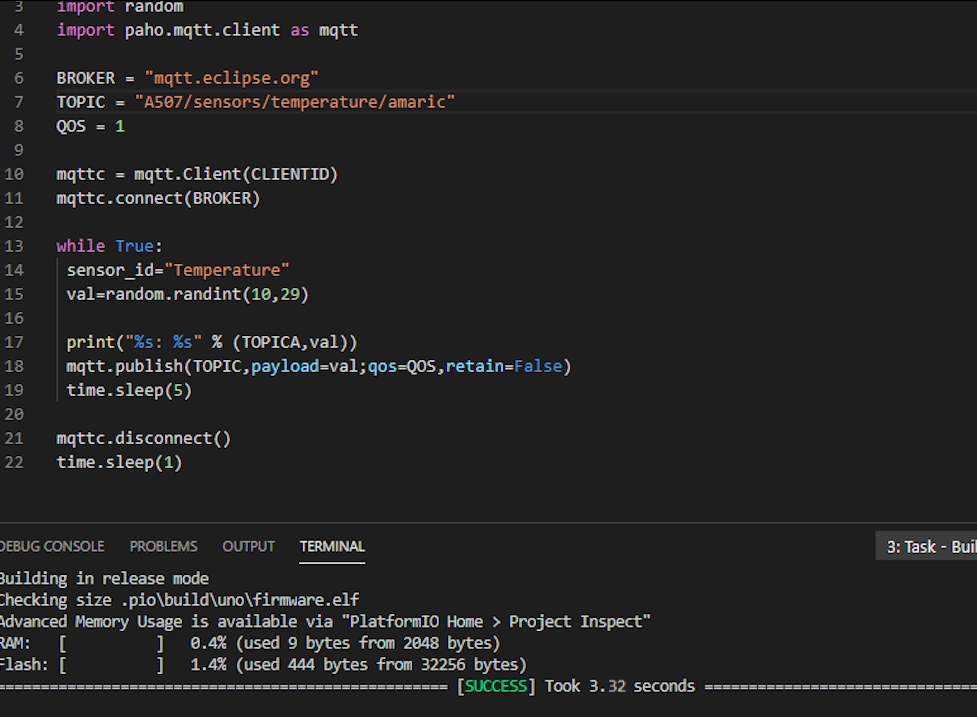 3 import random
4 import paho.mqtt.client as mqtt
5
6 BROKER = "mqtt.eclipse.org"
7 TOPIC = "A507/sensors/temperature/amaric"
8 QOS = 1
9
10 mqttc = mqtt.Client(CLIENTID)
11 mqttc.connect(BROKER)
12
13 while True:
14 sensor_id="Temperature"
15 val=random.randint(10,29)
16
17 print("%s: %s" % (TOPICA,val))
18 mqtt.publish(TOPIC,payload=val;qos=QOS,retain=False)
19 time.sleep(5)
20
21 mqttc.disconnect()
22 time.sleep(1)
DEBUG CONSOLE PROBLEMS OUTPUT TERMINAL 3: Task - Buil
Building in release mode
Checking size .pio\build\uno\firmware.elf
Advanced Memory Usage is available via "PlatformIO Home > Project Inspect"
RAM: [ ] 0.4% (used 9 bytes from 2048 bytes)
Flash: [ ] 1.4% (used 444 bytes from 32256 bytes)
============================================== [SUCCESS] Took 3.32 seconds ============================